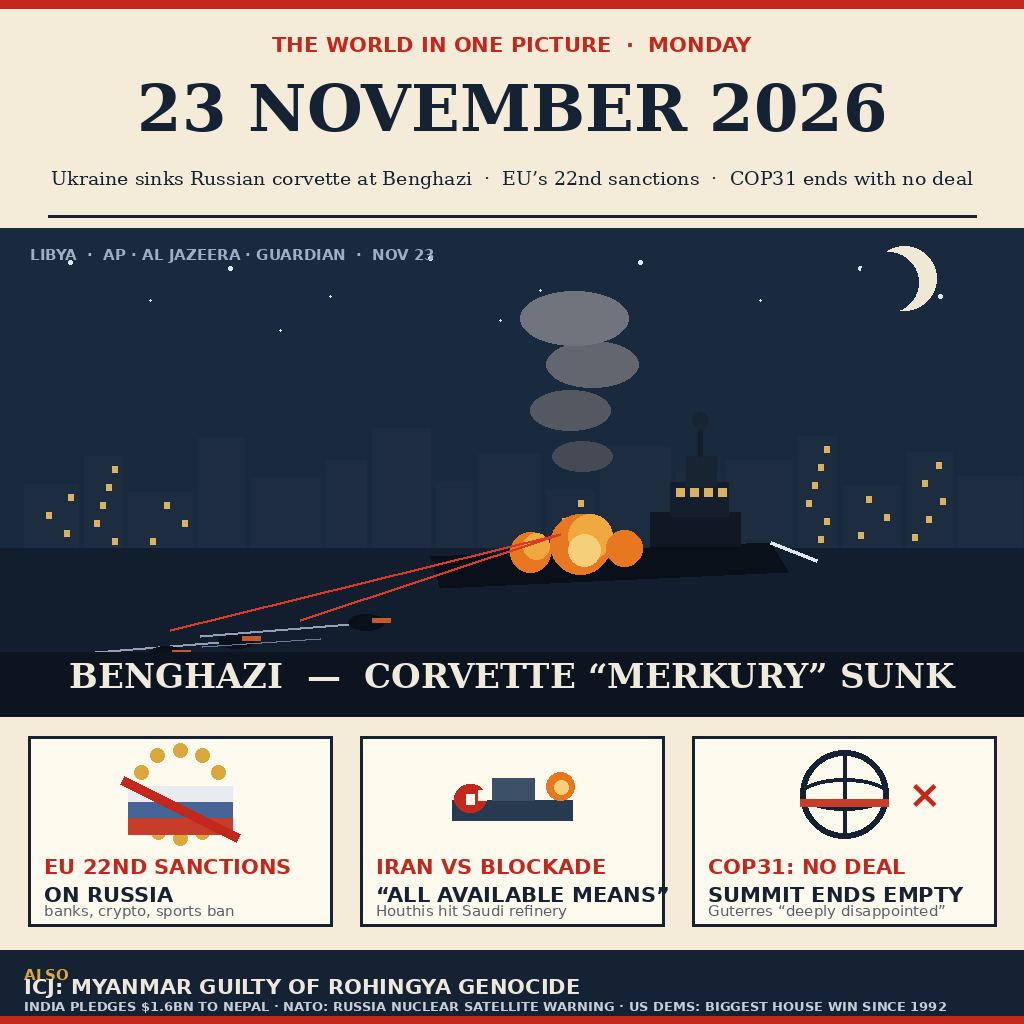 THE WORLD IN ONE PICTURE · MONDAY
23 NOVEMBER 2026
Ukraine sinks Russian corvette at Benghazi · EU’s 22nd sanctions · COP31 ends with no deal
LIBYA · AP · AL JAZEERA · GUARDIAN · NOV 23
BENGHAZI — CORVETTE “MERKURY” SUNK
EU 22ND SANCTIONS
ON RUSSIA
banks, crypto, sports ban
IRAN VS BLOCKADE
“ALL AVAILABLE MEANS”
Houthis hit Saudi refinery
COP31: NO DEAL
SUMMIT ENDS EMPTY
Guterres “deeply disappointed”
ALSO
ICJ: MYANMAR GUILTY OF ROHINGYA GENOCIDE
INDIA PLEDGES $1.6BN TO NEPAL · NATO: RUSSIA NUCLEAR SATELLITE WARNING · US DEMS: BIGGEST HOUSE WIN SINCE 1992